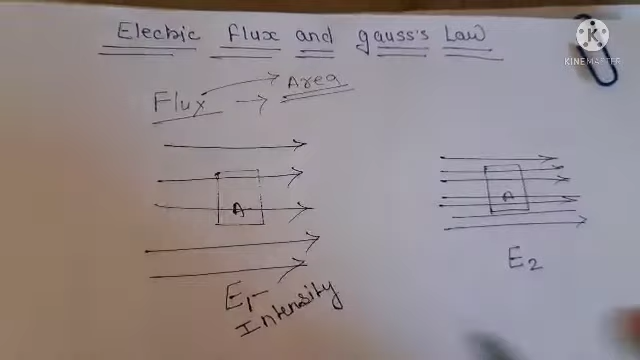 Electric Flux and gauss's Law
K
KINEMASTER
Flux → Area
A
A
E1
Intensity
E2